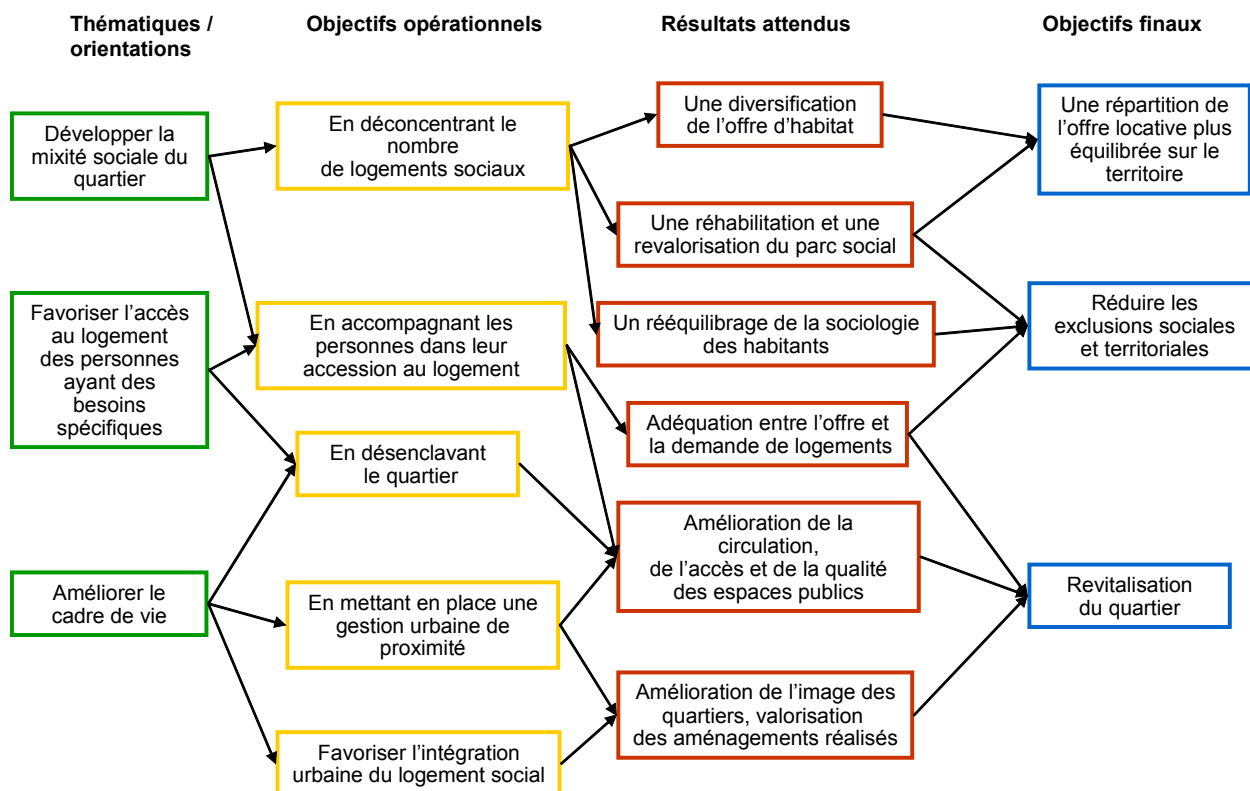 Thématiques /
orientations
Objectifs opérationnels
Résultats attendus
Objectifs finaux
Développer la
mixité sociale du
quartier
Favoriser l’accès
au logement
des personnes
ayant des
besoins
spécifiques
Améliorer le
cadre de vie
En déconcentrant le
nombre
de logements sociaux
En accompagnant les
personnes dans leur
accession au logement
En désenclavant
le quartier
En mettant en place une
gestion urbaine de
proximité
Favoriser l’intégration
urbaine du logement social
Une diversification
de l’offre d’habitat
Une réhabilitation et une
revalorisation du parc social
Un rééquilibrage de la sociologie
des habitants
Adéquation entre l’offre et
la demande de logements
Amélioration de la
circulation,
de l’accès et de la qualité
des espaces publics
Amélioration de l’image des
quartiers, valorisation
des aménagements réalisés
Une répartition de
l’offre locative plus
équilibrée sur le
territoire
Réduire les
exclusions sociales
et territoriales
Revitalisation
du quartier